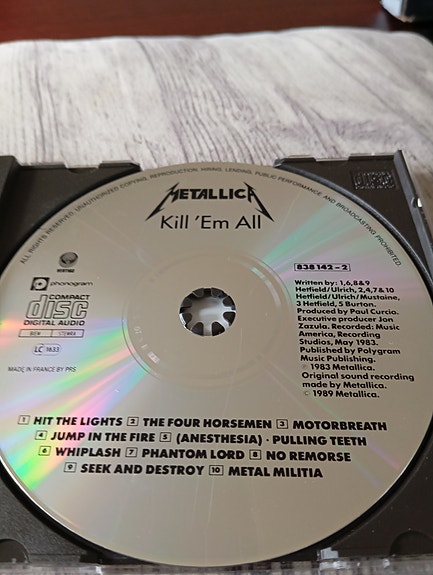 ALL RIGHTS RESERVED. UNAUTHORIZED COPYING, REPRODUCTION, HIRING, LENDING, PUBLIC PERFORMANCE AND BROADCASTING PROHIBITED
METALLICA
Kill 'Em All
VERTIGO
phonogram
COMPACT
disc
DIGITAL AUDIO
LC 1633
MADE IN FRANCE BY PRS
838 142-2
Written by: 1,6,8&9
Hetfield/Ulrich, 2,4,7&10
Hetfield/Ulrich/Mustaine,
3 Hetfield, 5 Burton.
Produced by Paul Curcio.
Executive producer Jon
Zazula. Recorded: Music
America, Recording
Studios, May 1983.
Published by Polygram
Music Publishing.
℗ 1983 Metallica.
Original sound recording
made by Metallica.
© 1989 Metallica.
1 HIT THE LIGHTS 2 THE FOUR HORSEMEN 3 MOTORBREATH
4 JUMP IN THE FIRE 5 (ANESTHESIA) - PULLING TEETH
6 WHIPLASH 7 PHANTOM LORD 8 NO REMORSE
9 SEEK AND DESTROY 10 METAL MILITIA